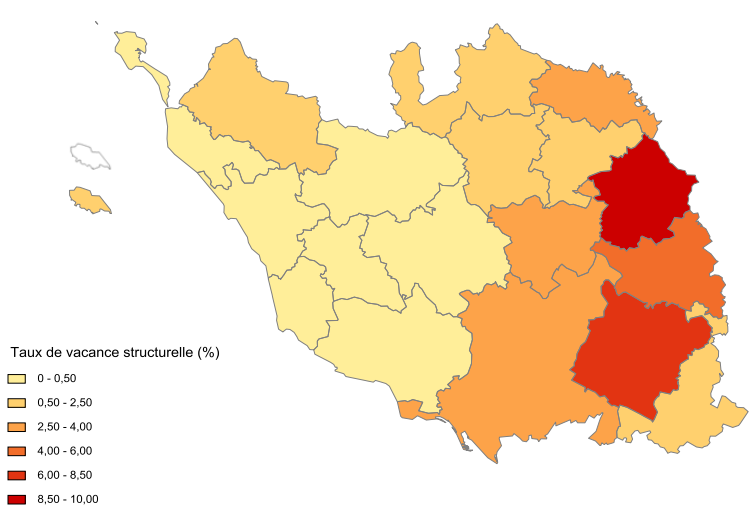 Taux de vacance structurelle (%)
0 - 0,50
0,50 - 2,50
2,50 - 4,00
4,00 - 6,00
6,00 - 8,50
8,50 - 10,00